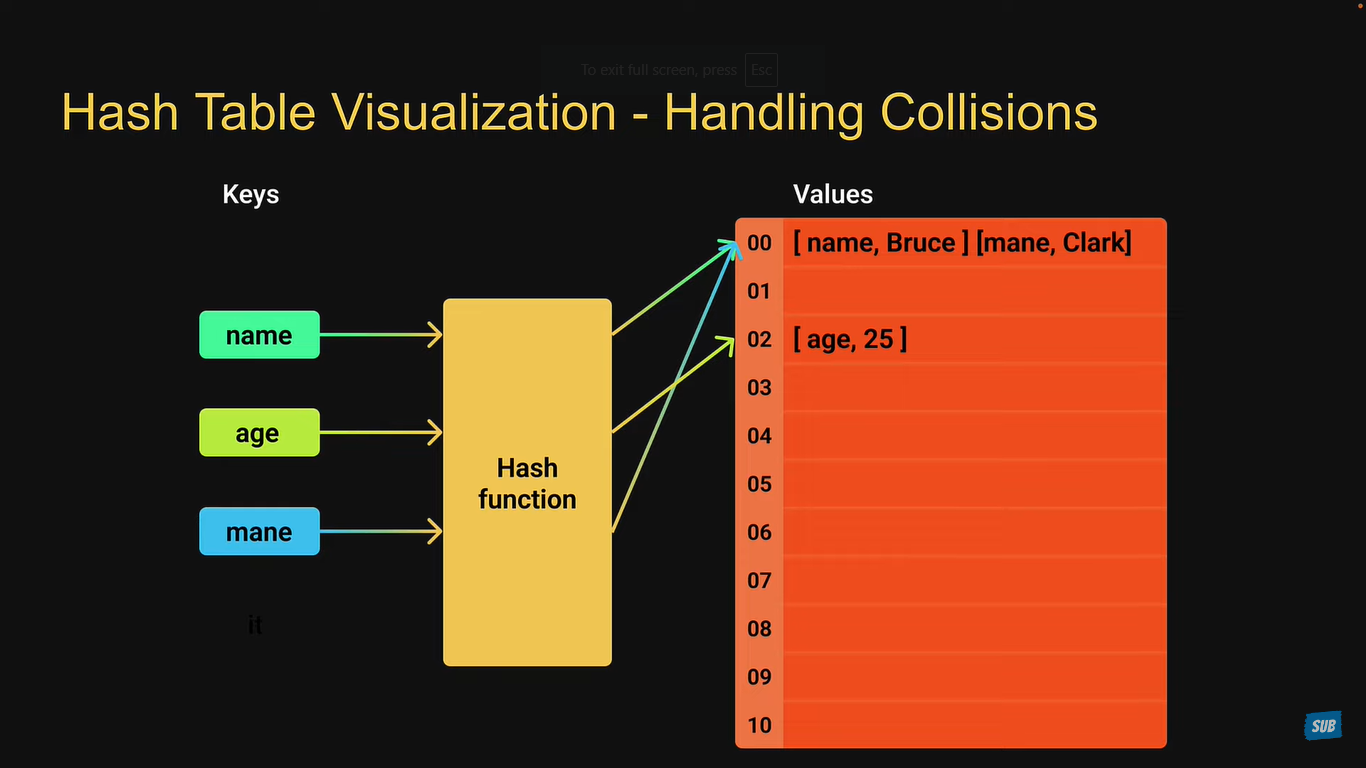 To exit full screen, press Esc
Hash Table Visualization - Handling Collisions
Keys
Values
00 [ name, Bruce ] [mane, Clark]
01
name
02 [ age, 25 ]
03
age
04
Hash
function
05
mane
06
07
it
08
09
10
SUB